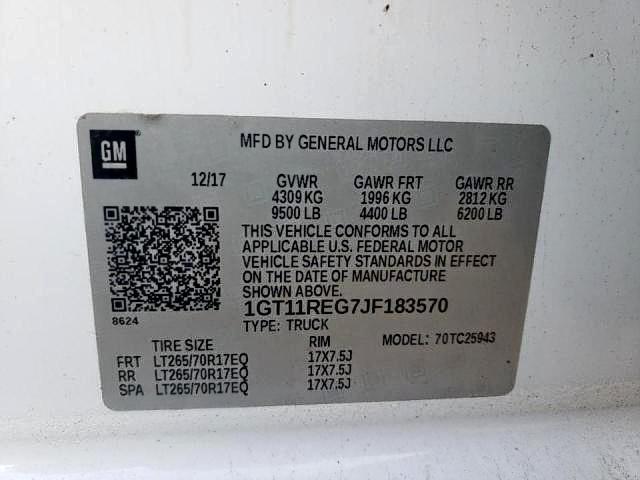 GM
MFD BY GENERAL MOTORS LLC
12/17 GVWR GAWR FRT GAWR RR
4309 KG 1996 KG 2812 KG
9500 LB 4400 LB 6200 LB
THIS VEHICLE CONFORMS TO ALL
APPLICABLE U.S. FEDERAL MOTOR
VEHICLE SAFETY STANDARDS IN EFFECT
ON THE DATE OF MANUFACTURE
SHOWN ABOVE.
1GT11REG7JF183570
8624
TYPE: TRUCK MODEL: 70TC25943
TIRE SIZE RIM
FRT LT265/70R17EQ 17X7.5J
RR LT265/70R17EQ 17X7.5J
SPA LT265/70R17EQ 17X7.5J